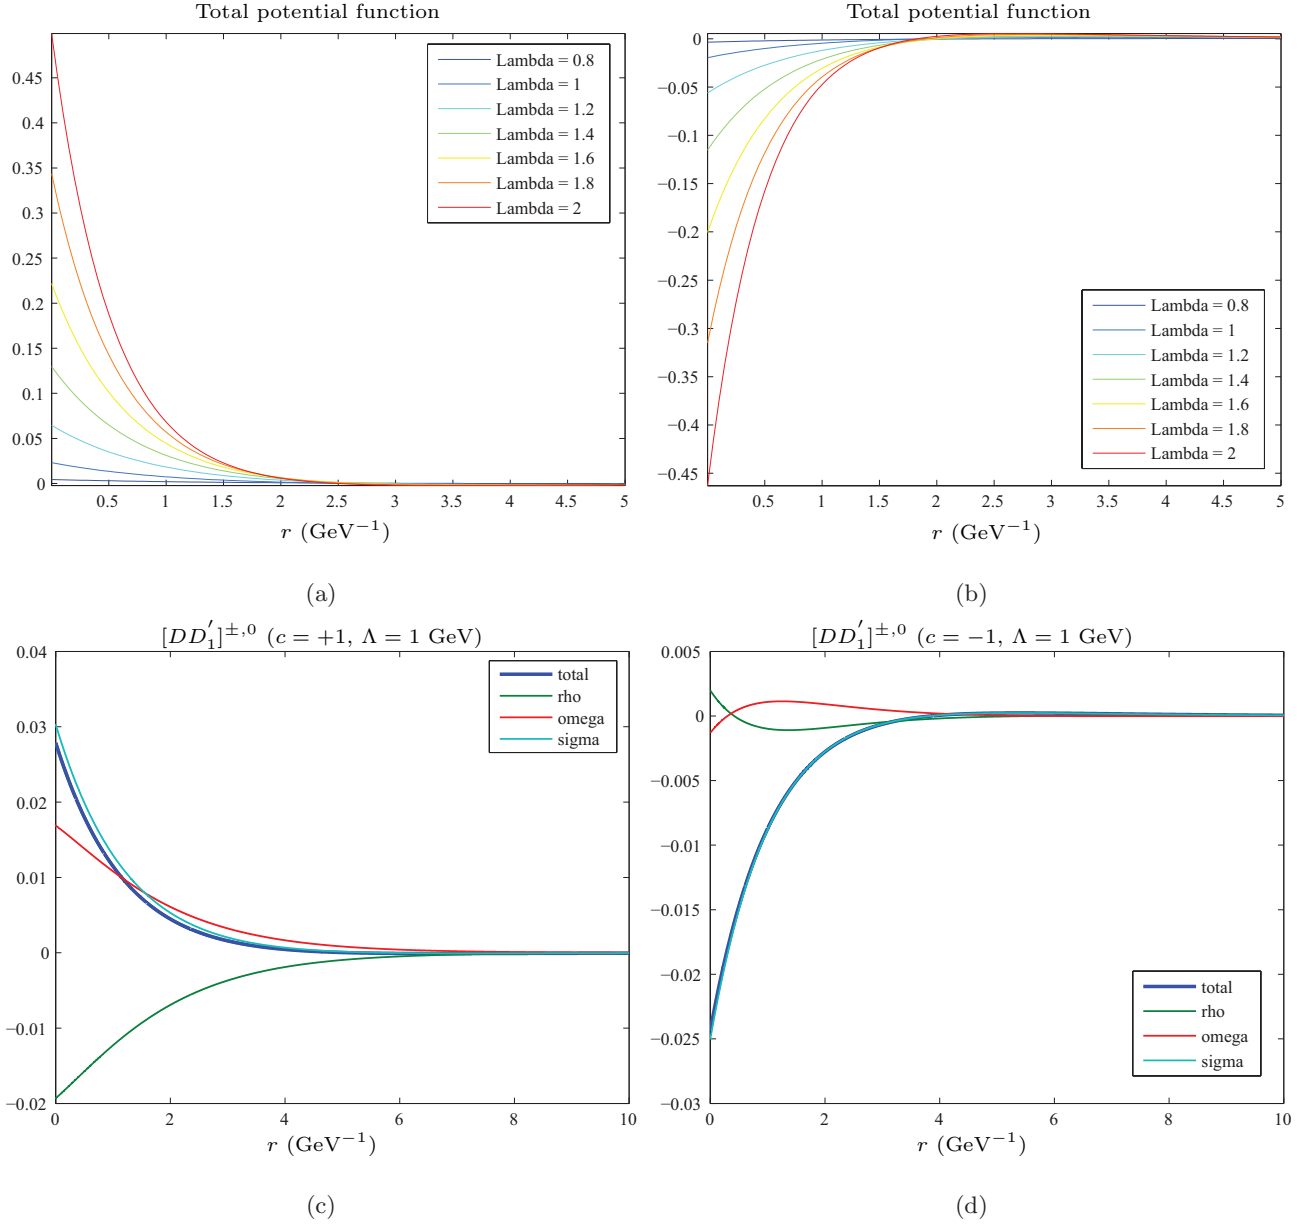 Total potential function
0.45
0.4
0.35
0.3
0.25
0.2
0.15
0.1
0.05
0
Lambda = 0.8
Lambda = 1
Lambda = 1.2
Lambda = 1.4
Lambda = 1.6
Lambda = 1.8
Lambda = 2
0.5 1 1.5 2 2.5 3 3.5 4 4.5 5
r (GeV⁻¹)
(a)
Total potential function
0
−0.05
−0.1
−0.15
−0.2
−0.25
−0.3
−0.35
−0.4
−0.45
Lambda = 0.8
Lambda = 1
Lambda = 1.2
Lambda = 1.4
Lambda = 1.6
Lambda = 1.8
Lambda = 2
0.5 1 1.5 2 2.5 3 3.5 4 4.5 5
r (GeV⁻¹)
(b)
[DD₁′]^{±,0} (c = +1, Λ = 1 GeV)
0.04
0.03
0.02
0.01
0
−0.01
−0.02
total
rho
omega
sigma
0 2 4 6 8 10
r (GeV⁻¹)
(c)
[DD₁′]^{±,0} (c = −1, Λ = 1 GeV)
0.005
0
−0.005
−0.01
−0.015
−0.02
−0.025
−0.03
total
rho
omega
sigma
0 2 4 6 8 10
r (GeV⁻¹)
(d)